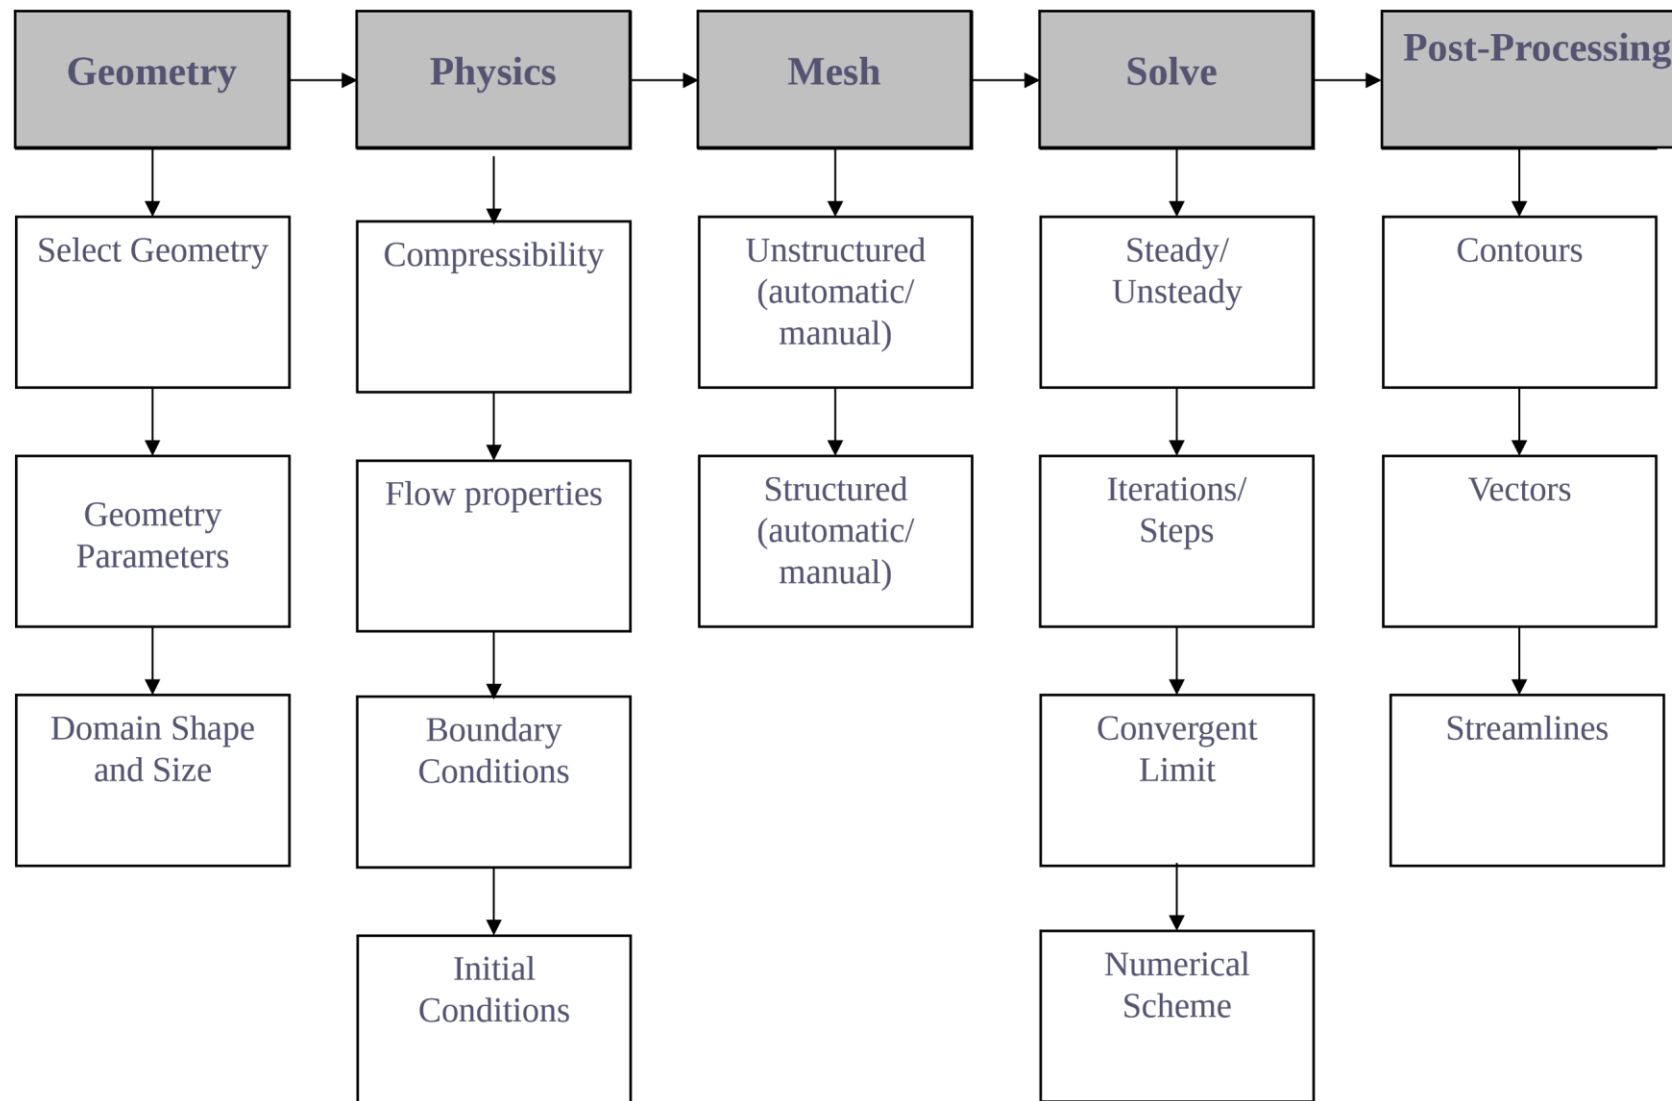 Geometry
Physics
Mesh
Solve
Post-Processing
Select Geometry
Compressibility
Unstructured
(automatic/
manual)
Steady/
Unsteady
Contours
Geometry
Parameters
Flow properties
Structured
(automatic/
manual)
Iterations/
Steps
Vectors
Domain Shape
and Size
Boundary
Conditions
Convergent
Limit
Streamlines
Initial
Conditions
Numerical
Scheme